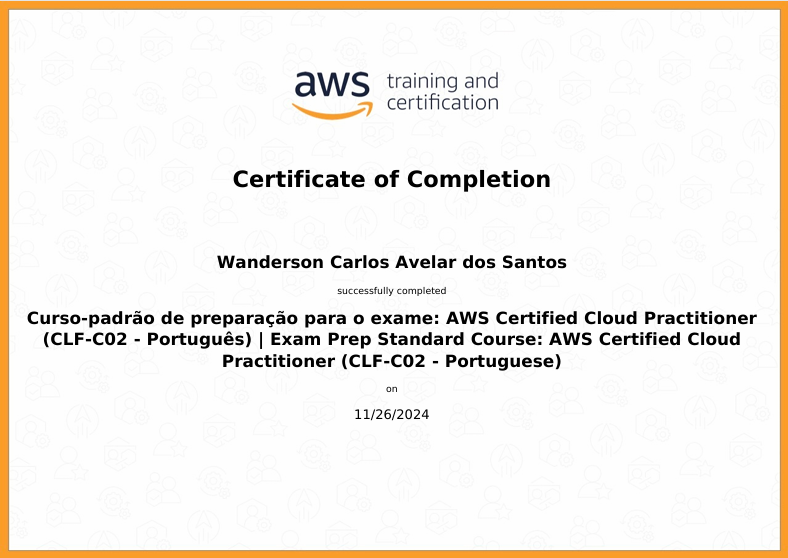 aws training and
certification
Certificate of Completion
Wanderson Carlos Avelar dos Santos
successfully completed
Curso-padrão de preparação para o exame: AWS Certified Cloud Practitioner
(CLF-C02 - Português) | Exam Prep Standard Course: AWS Certified Cloud
Practitioner (CLF-C02 - Portuguese)
on
11/26/2024